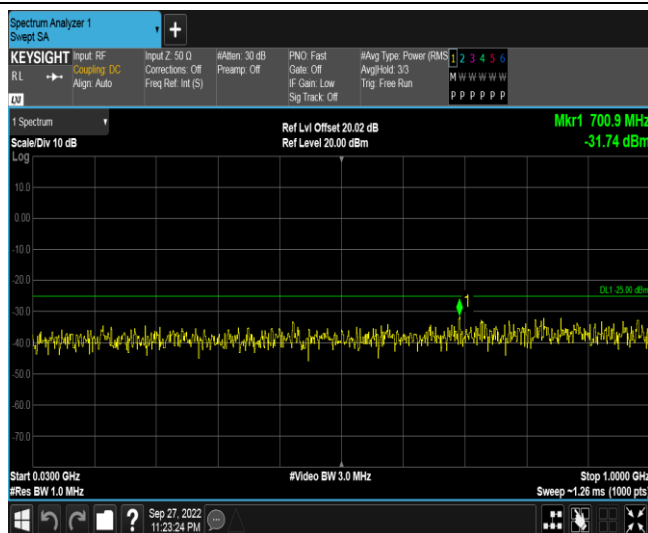 Spectrum Analyzer 1
Swept SA
+
KEYSIGHT
RL
Input: RF
Coupling: DC
Align: Auto
Input Z: 50 Ω
Corrections: Off
Freq Ref: Int (S)
#Atten: 30 dB
Preamp: Off
PNO: Fast
Gate: Off
IF Gain: Low
Sig Track: Off
#Avg Type: Power (RMS
Avg|Hold: 3/3
Trig: Free Run
1 2 3 4 5 6
M W W W W W
P P P P P P
LXI
1 Spectrum
Scale/Div 10 dB
Log
Ref Lvl Offset 20.02 dB
Ref Level 20.00 dBm
Mkr1 700.9 MHz
-31.74 dBm
10.0
0.00
-10.0
-20.0
DL1 -25.00 dBm
1
-30.0
-40.0
-50.0
-60.0
-70.0
Start 0.0300 GHz
#Res BW 1.0 MHz
#Video BW 3.0 MHz
Stop 1.0000 GHz
Sweep ~1.26 ms (1000 pts)
?
Sep 27, 2022
11:23:24 PM